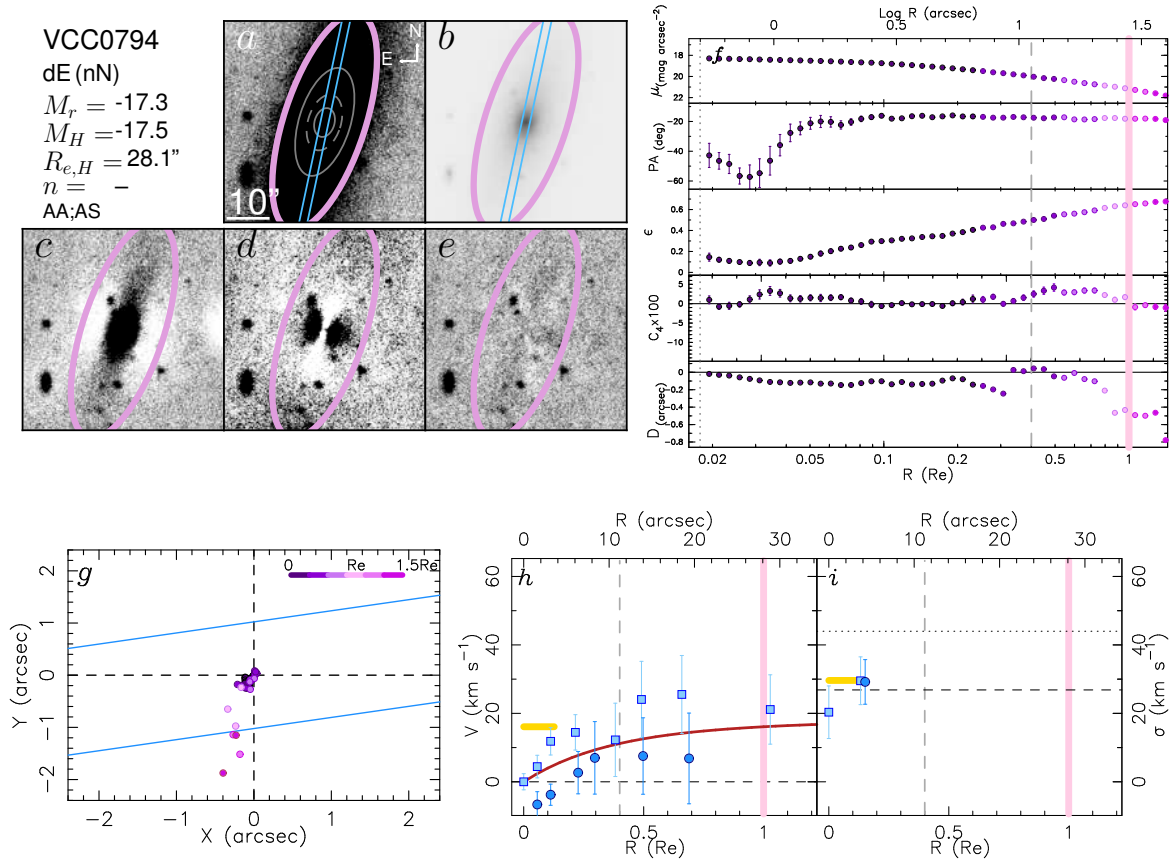 VCC0794
dE (nN)
M_r = -17.3
M_H = -17.5
R_{e,H} = 28.1"
n = –
AA;AS
a
N
E
10"
b
c
d
e
Log R (arcsec)
0 0.5 1 1.5
f
μ(mag arcsec⁻²)
18
20
22
PA (deg)
-20
-40
-60
ε
0.6
0.4
0.2
0
C₄x100
5
0
-5
-10
D (arcsec)
0
-0.2
-0.4
-0.6
-0.8
0.02 0.05 0.1 0.2 0.5 1
R (Re)
g
0 Re 1.5Re
Y (arcsec)
2
1
0
-1
-2
-2 -1 0 1 2
X (arcsec)
R (arcsec)
0 10 20 30
h
V (km s⁻¹)
60
40
20
0
0 0.5 1
R (Re)
R (arcsec)
0 10 20 30
i
60
40
20
0
σ (km s⁻¹)
0 0.5 1
R (Re)